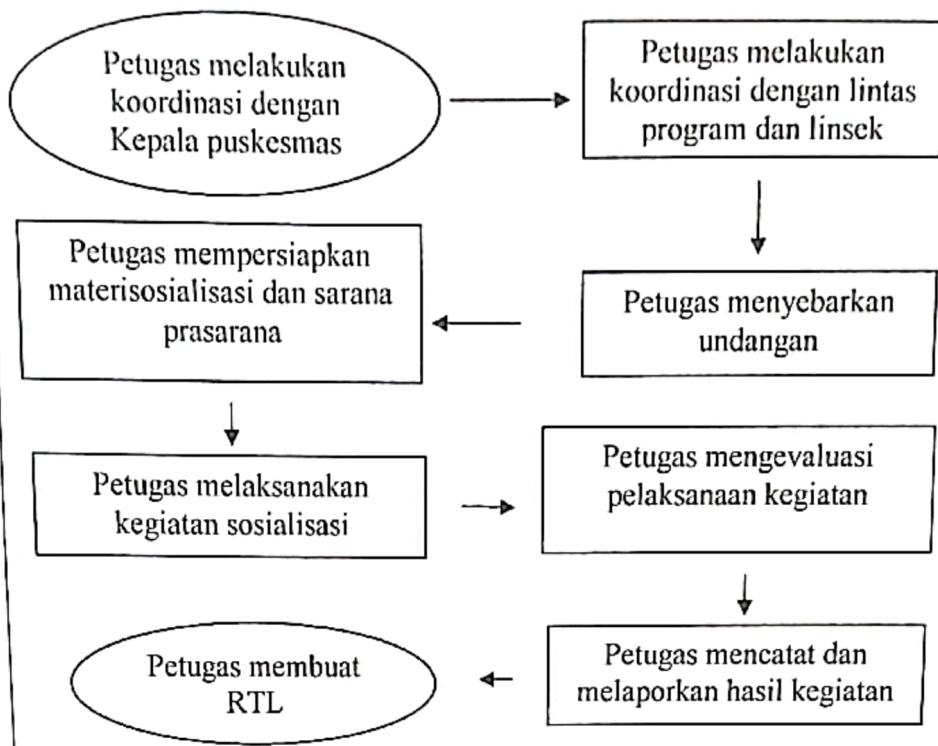 Petugas melakukan
koordinasi dengan
Kepala puskesmas
Petugas melakukan
koordinasi dengan lintas
program dan linsek
Petugas menyebarkan
undangan
Petugas mempersiapkan
materisosialisasi dan sarana
prasarana
Petugas melaksanakan
kegiatan sosialisasi
Petugas mengevaluasi
pelaksanaan kegiatan
Petugas mencatat dan
melaporkan hasil kegiatan
Petugas membuat
RTL